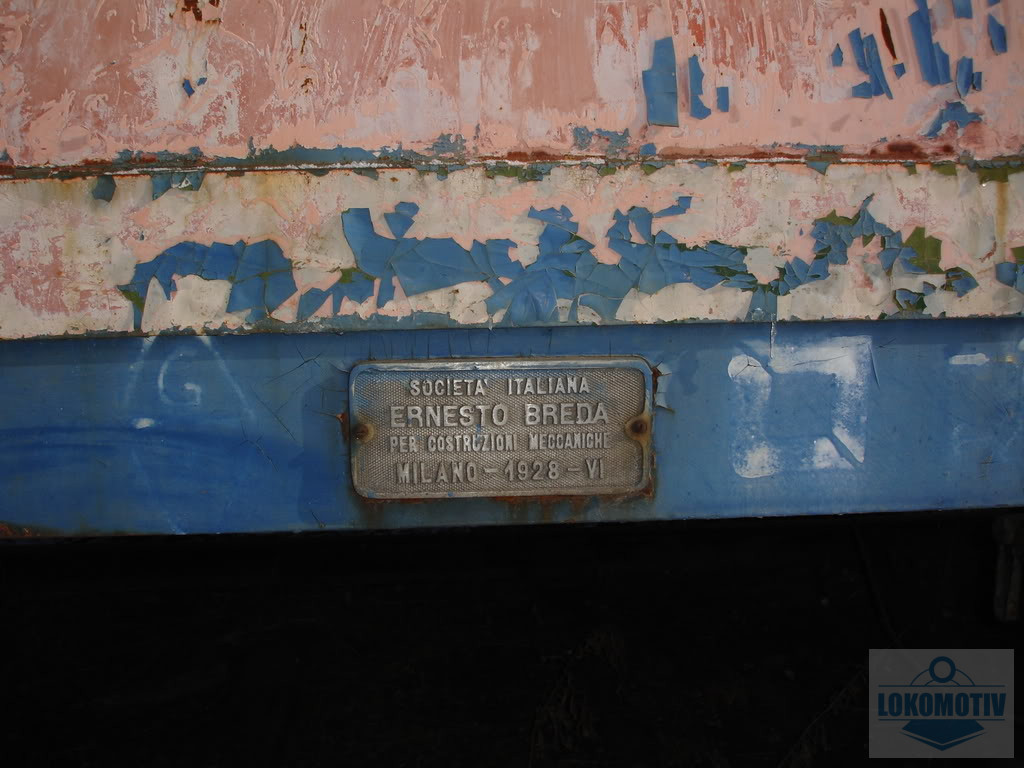 G
SOCIETA' ITALIANA
ERNESTO BREDA
PER COSTRUZIONI MECCANICHE
MILANO - 1928 - VI
LOKOMOTIV